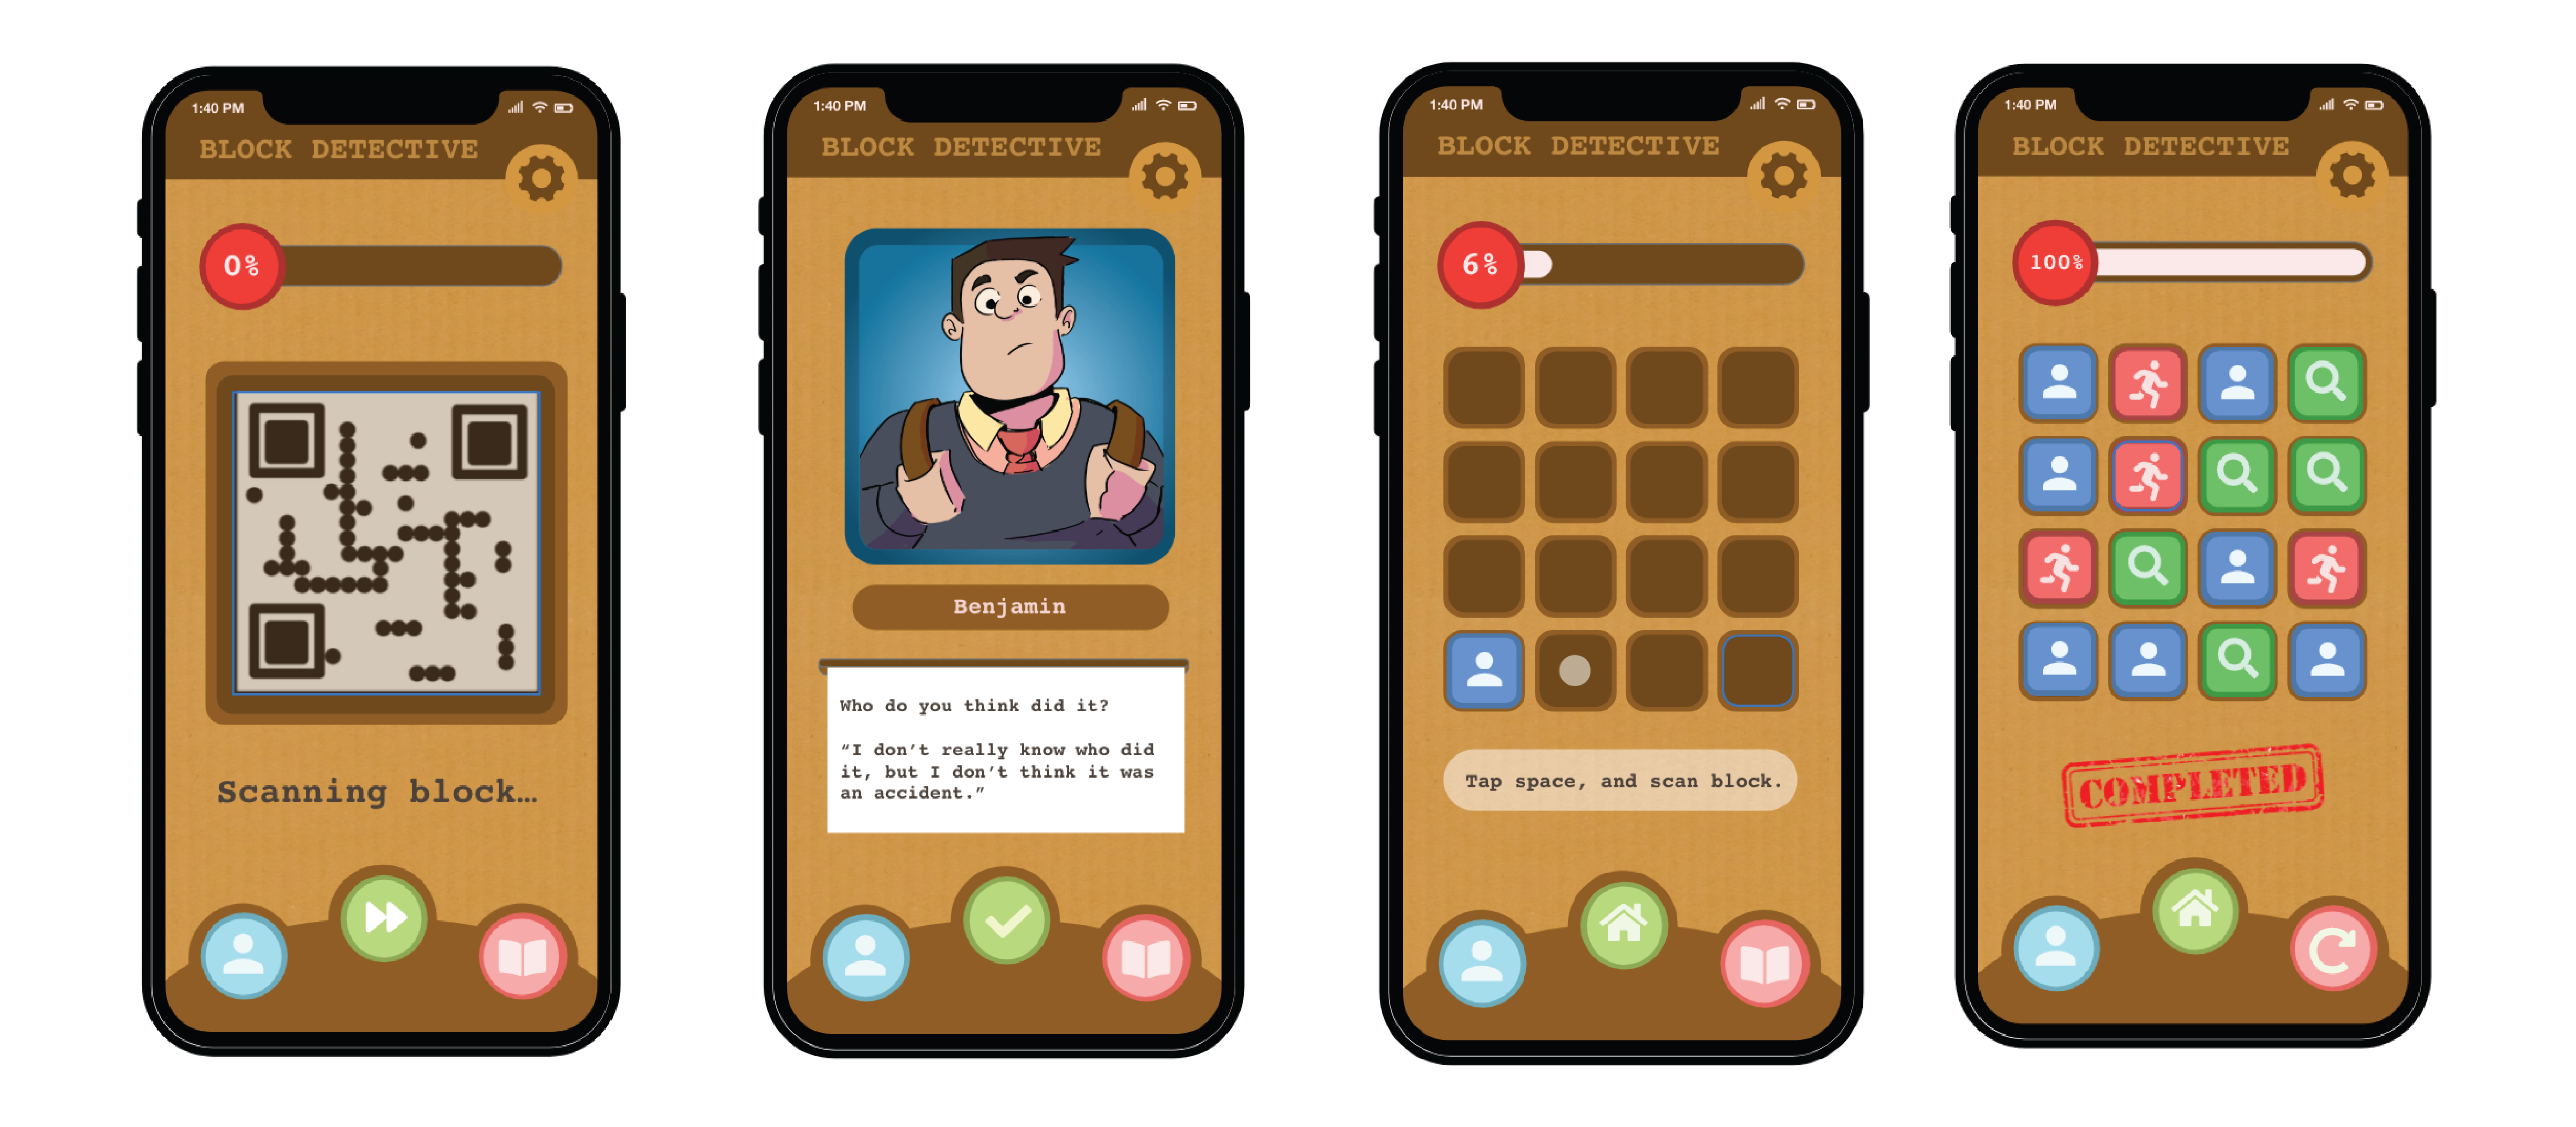 1:40 PM
BLOCK DETECTIVE
0%
Scanning block…
1:40 PM
BLOCK DETECTIVE
Benjamin
Who do you think did it?
“I don’t really know who did
it, but I don’t think it was
an accident.”
1:40 PM
BLOCK DETECTIVE
6%
Tap space, and scan block.
1:40 PM
BLOCK DETECTIVE
100%
COMPLETED